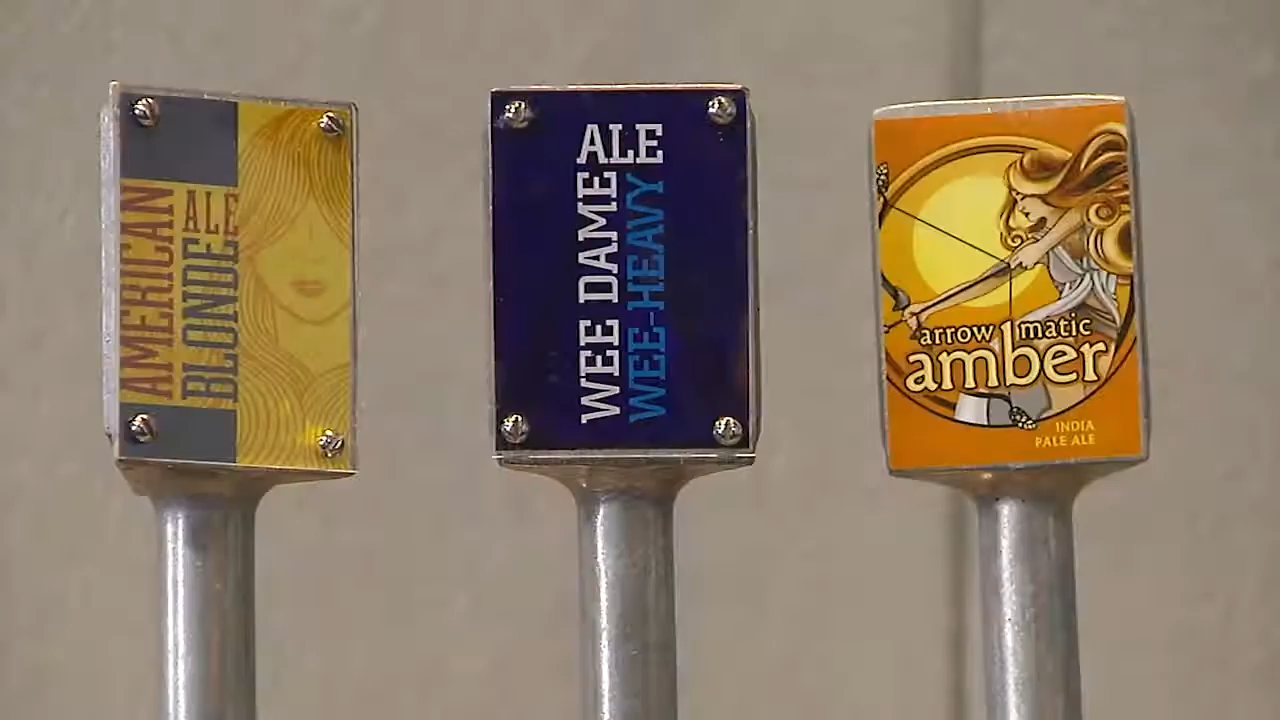 AMERICAN
BLONDE ALE
WEE DAME ALE
WEE-HEAVY
arrow matic
amber
INDIA
PALE ALE